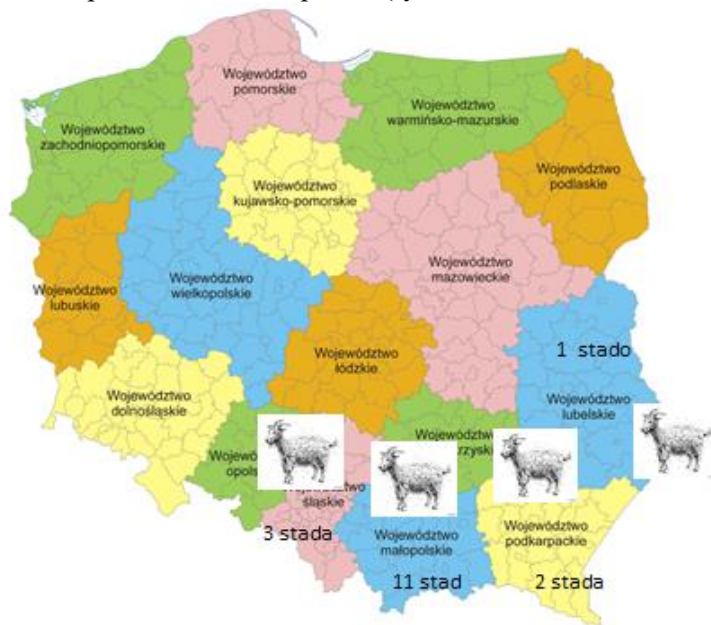 Województwo
pomorskie
Województwo
zachodniopomorskie
Województwo
warmińsko-mazurskie
Województwo
podlaskie
Województwo
kujawsko-pomorskie
Województwo
mazowieckie
Województwo
lubuskie
Województwo
wielkopolskie
Województwo
łódzkie
1 stado
Województwo
lubelskie
Województwo
dolnośląskie
śląskie
3 stada
Województwo
małopolskie
11 stad
Województwo
podkarpackie
2 stada